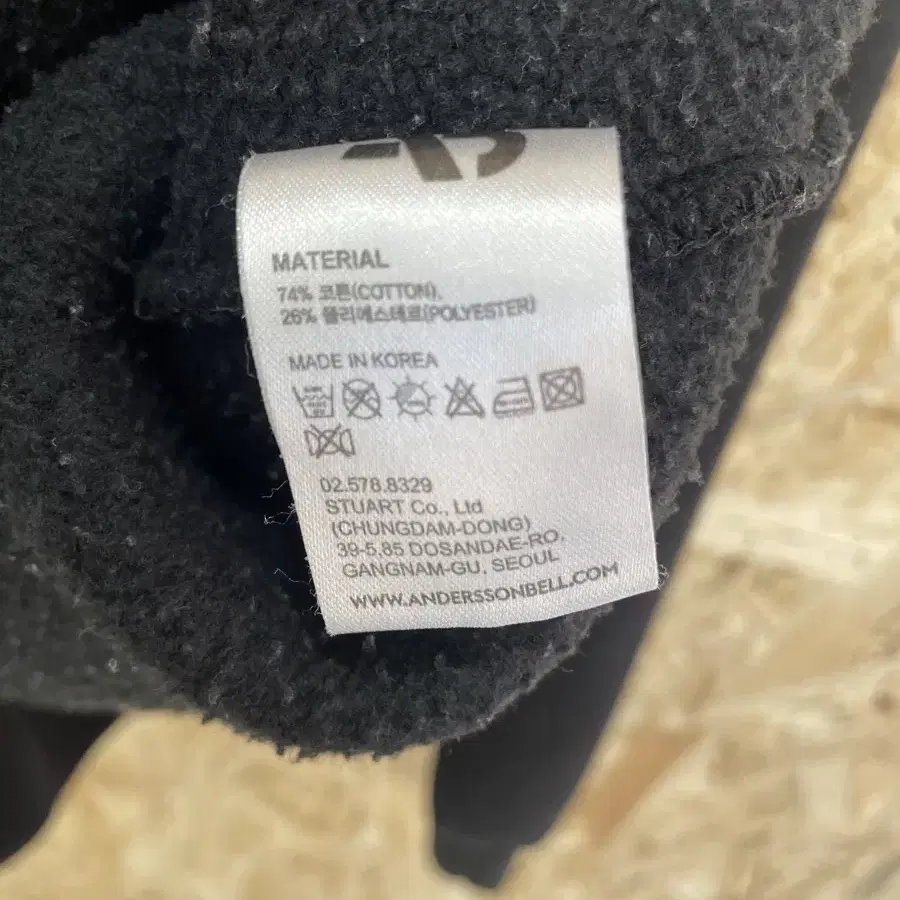 MATERIAL
74% 코튼(COTTON),
26% 폴리에스테르(POLYESTER)
MADE IN KOREA
02.578.8329
STUART Co., Ltd
(CHUNGDAM-DONG)
39-5,85 DOSANDAE-RO,
GANGNAM-GU, SEOUL
WWW.ANDERSSONBELL.COM